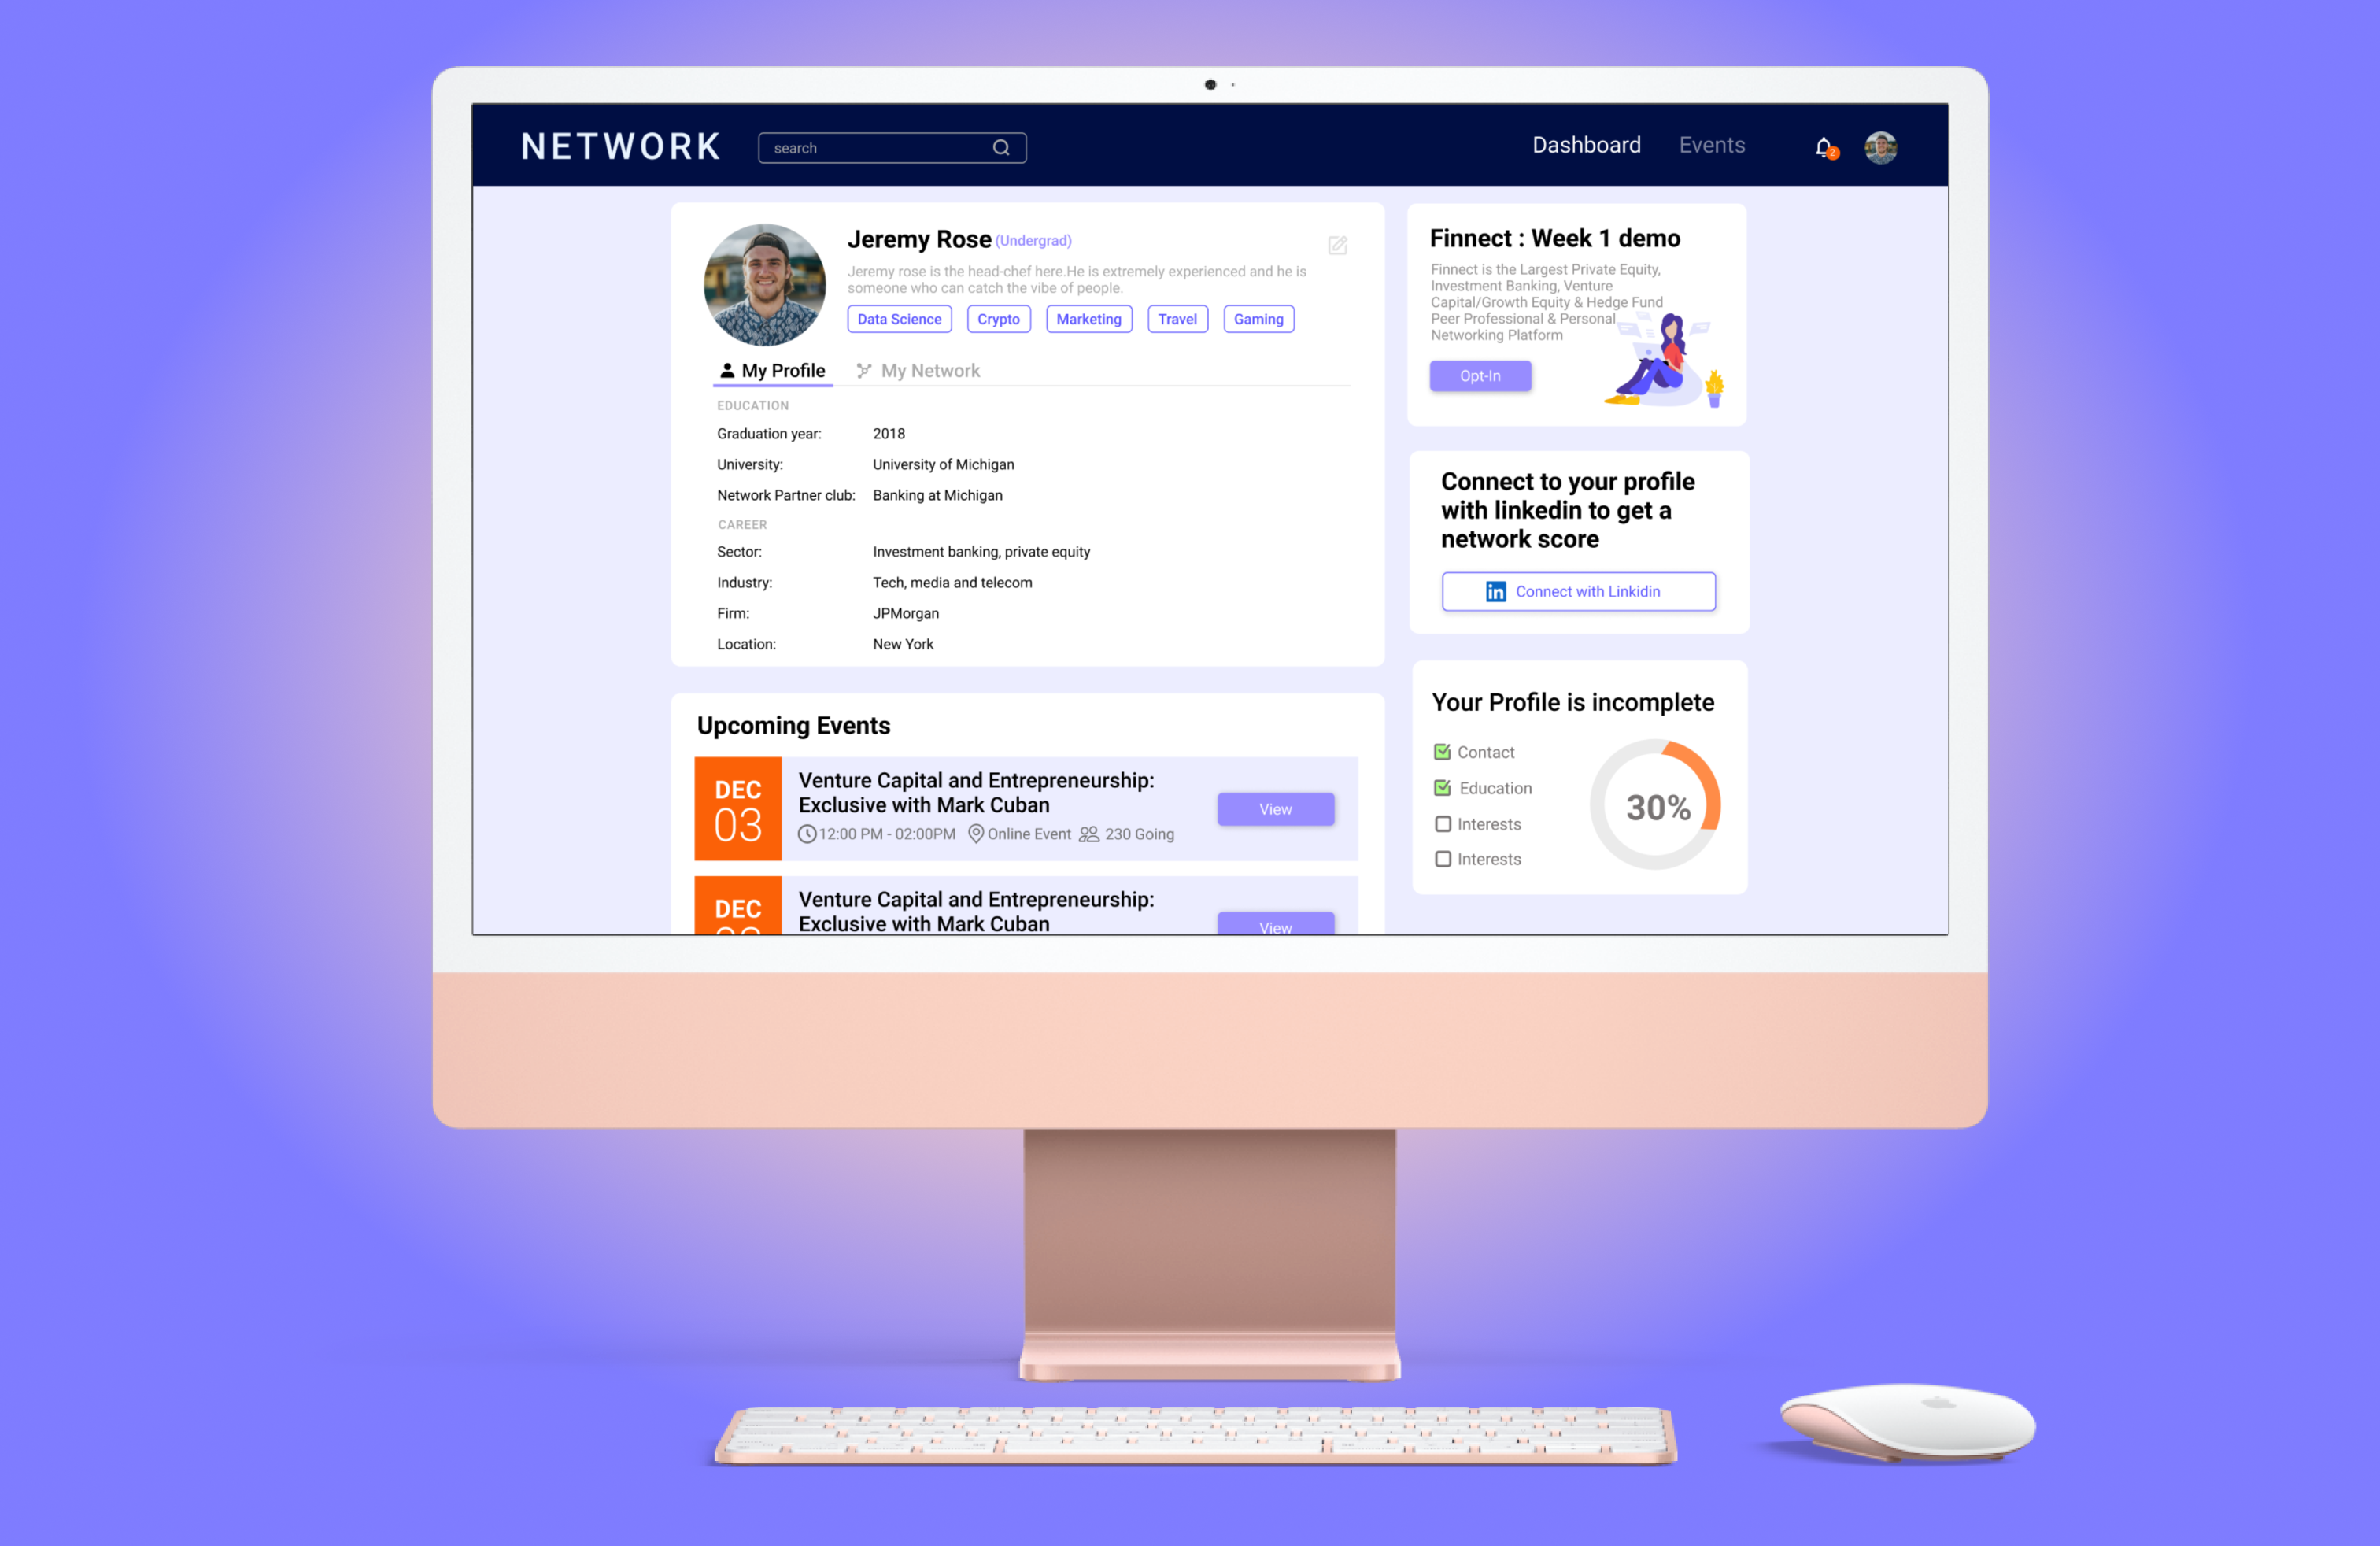 NETWORK
search
Dashboard
Events
2
Jeremy Rose (Undergrad)
Jeremy rose is the head-chef here.He is extremely experienced and he is
someone who can catch the vibe of people.
Data Science
Crypto
Marketing
Travel
Gaming
My Profile
My Network
EDUCATION
Graduation year: 2018
University: University of Michigan
Network Partner club: Banking at Michigan
CAREER
Sector: Investment banking, private equity
Industry: Tech, media and telecom
Firm: JPMorgan
Location: New York
Upcoming Events
DEC
03
Venture Capital and Entrepreneurship:
Exclusive with Mark Cuban
12:00 PM - 02:00PM
Online Event
230 Going
View
DEC
Venture Capital and Entrepreneurship:
Exclusive with Mark Cuban
View
Finnect : Week 1 demo
Finnect is the Largest Private Equity,
Investment Banking, Venture
Capital/Growth Equity & Hedge Fund
Peer Professional & Personal
Networking Platform
Opt-In
Connect to your profile
with linkedin to get a
network score
in
Connect with Linkidin
Your Profile is incomplete
Contact
Education
Interests
Interests
30%